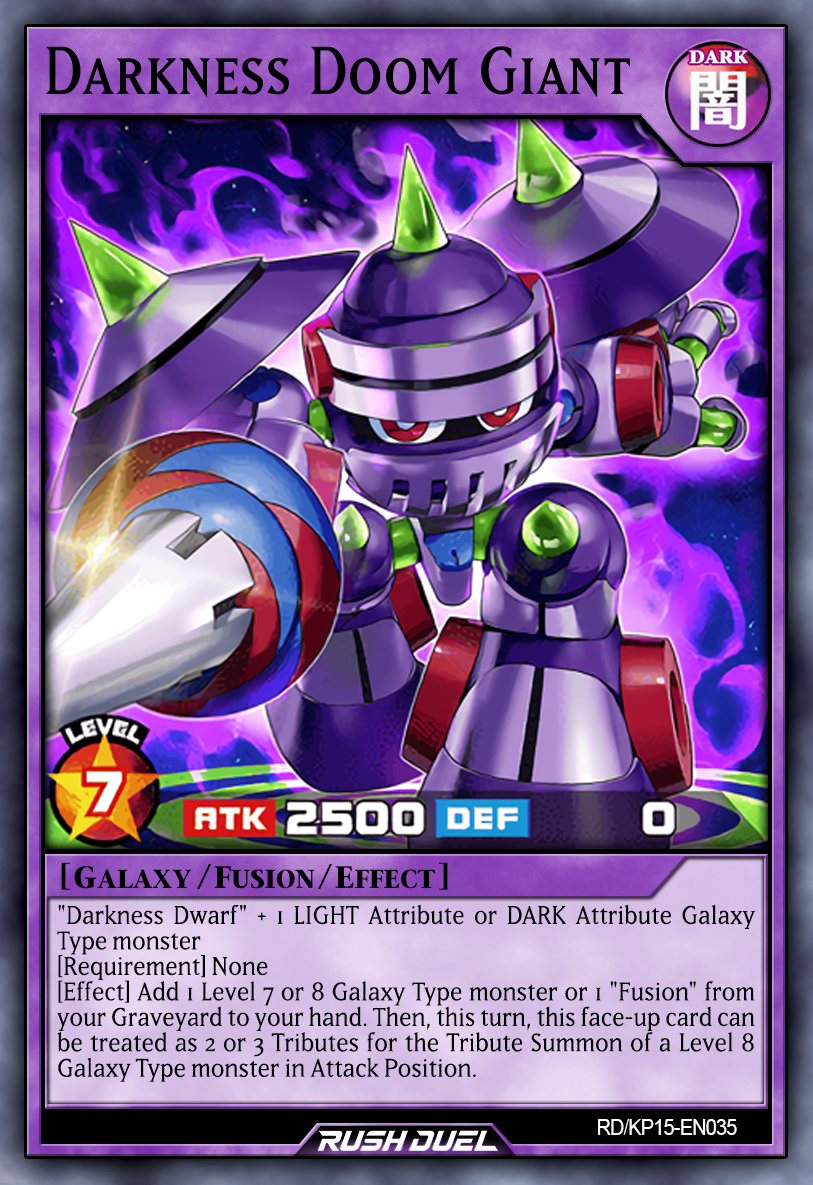 Darkness Doom Giant
DARK
闇
LEVEL
7
ATK 2500 DEF 0
[Galaxy/Fusion/Effect]
"Darkness Dwarf" + 1 LIGHT Attribute or DARK Attribute Galaxy
Type monster
[Requirement] None
[Effect] Add 1 Level 7 or 8 Galaxy Type monster or 1 "Fusion" from
your Graveyard to your hand. Then, this turn, this face-up card can
be treated as 2 or 3 Tributes for the Tribute Summon of a Level 8
Galaxy Type monster in Attack Position.
RD/KP15-EN035
RUSH DUEL